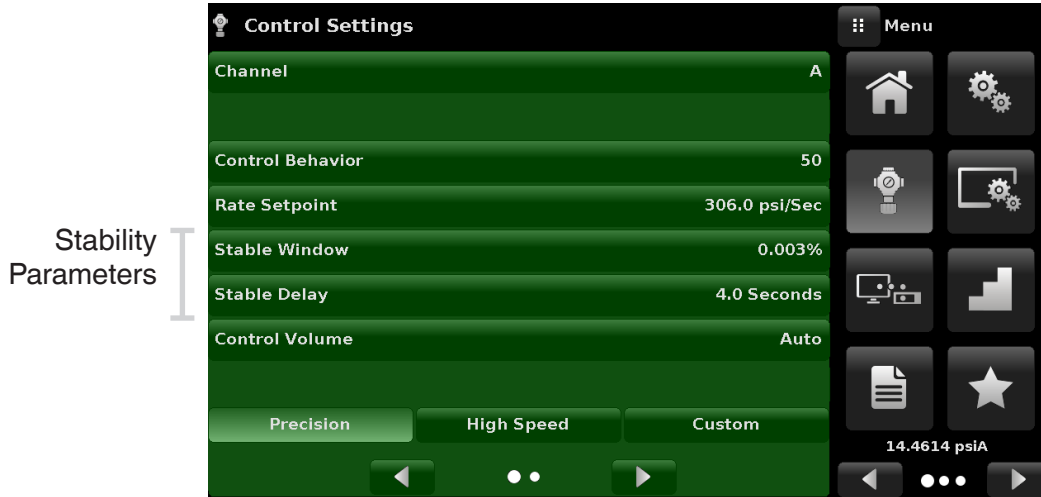 Control Settings
Menu
Channel A
Control Behavior 50
Rate Setpoint 306.0 psi/Sec
Stability
Parameters
Stable Window 0.003%
Stable Delay 4.0 Seconds
Control Volume Auto
Precision High Speed Custom
14.4614 psiA